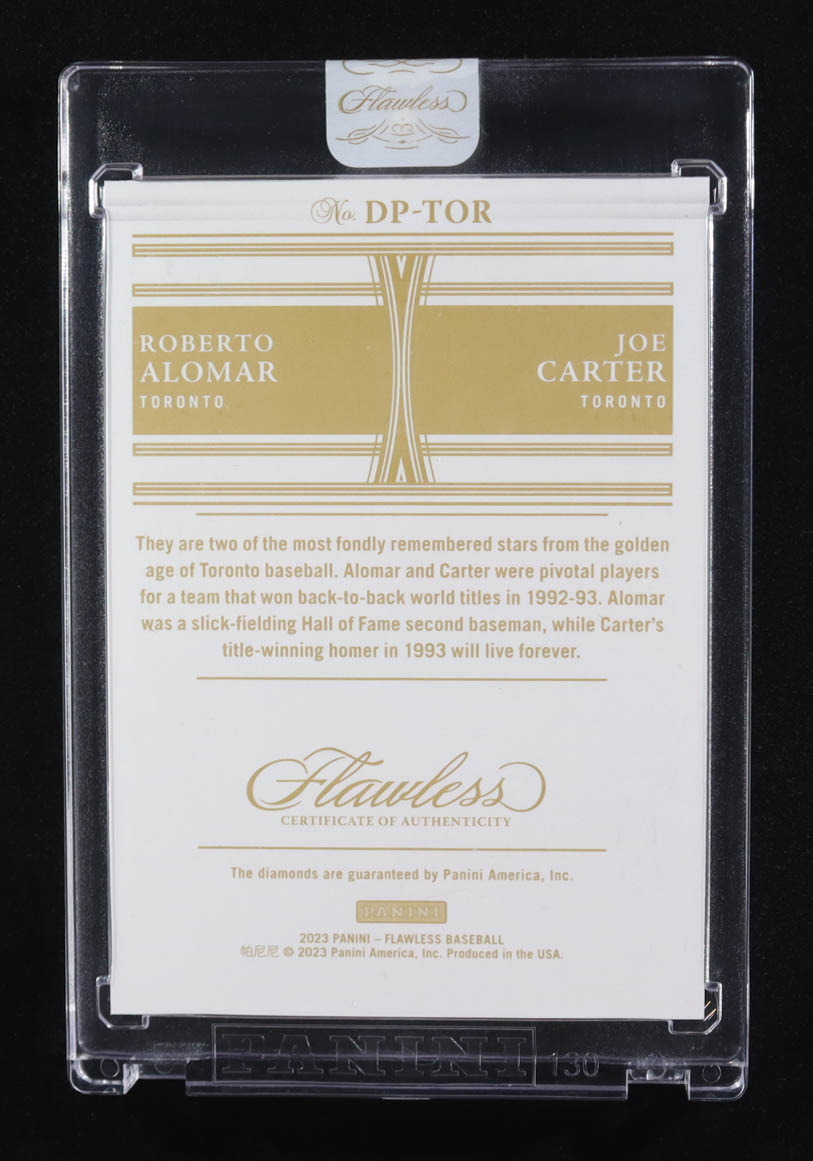 Flawless
No. DP-TOR
ROBERTO
ALOMAR
TORONTO
JOE
CARTER
TORONTO
They are two of the most fondly remembered stars from the golden
age of Toronto baseball. Alomar and Carter were pivotal players
for a team that won back-to-back world titles in 1992-93. Alomar
was a slick-fielding Hall of Fame second baseman, while Carter's
title-winning homer in 1993 will live forever.
Flawless
CERTIFICATE OF AUTHENTICITY
The diamonds are guaranteed by Panini America, Inc.
PANINI
2023 PANINI – FLAWLESS BASEBALL
帕尼尼 © 2023 Panini America, Inc. Produced in the USA.
PANINI 130